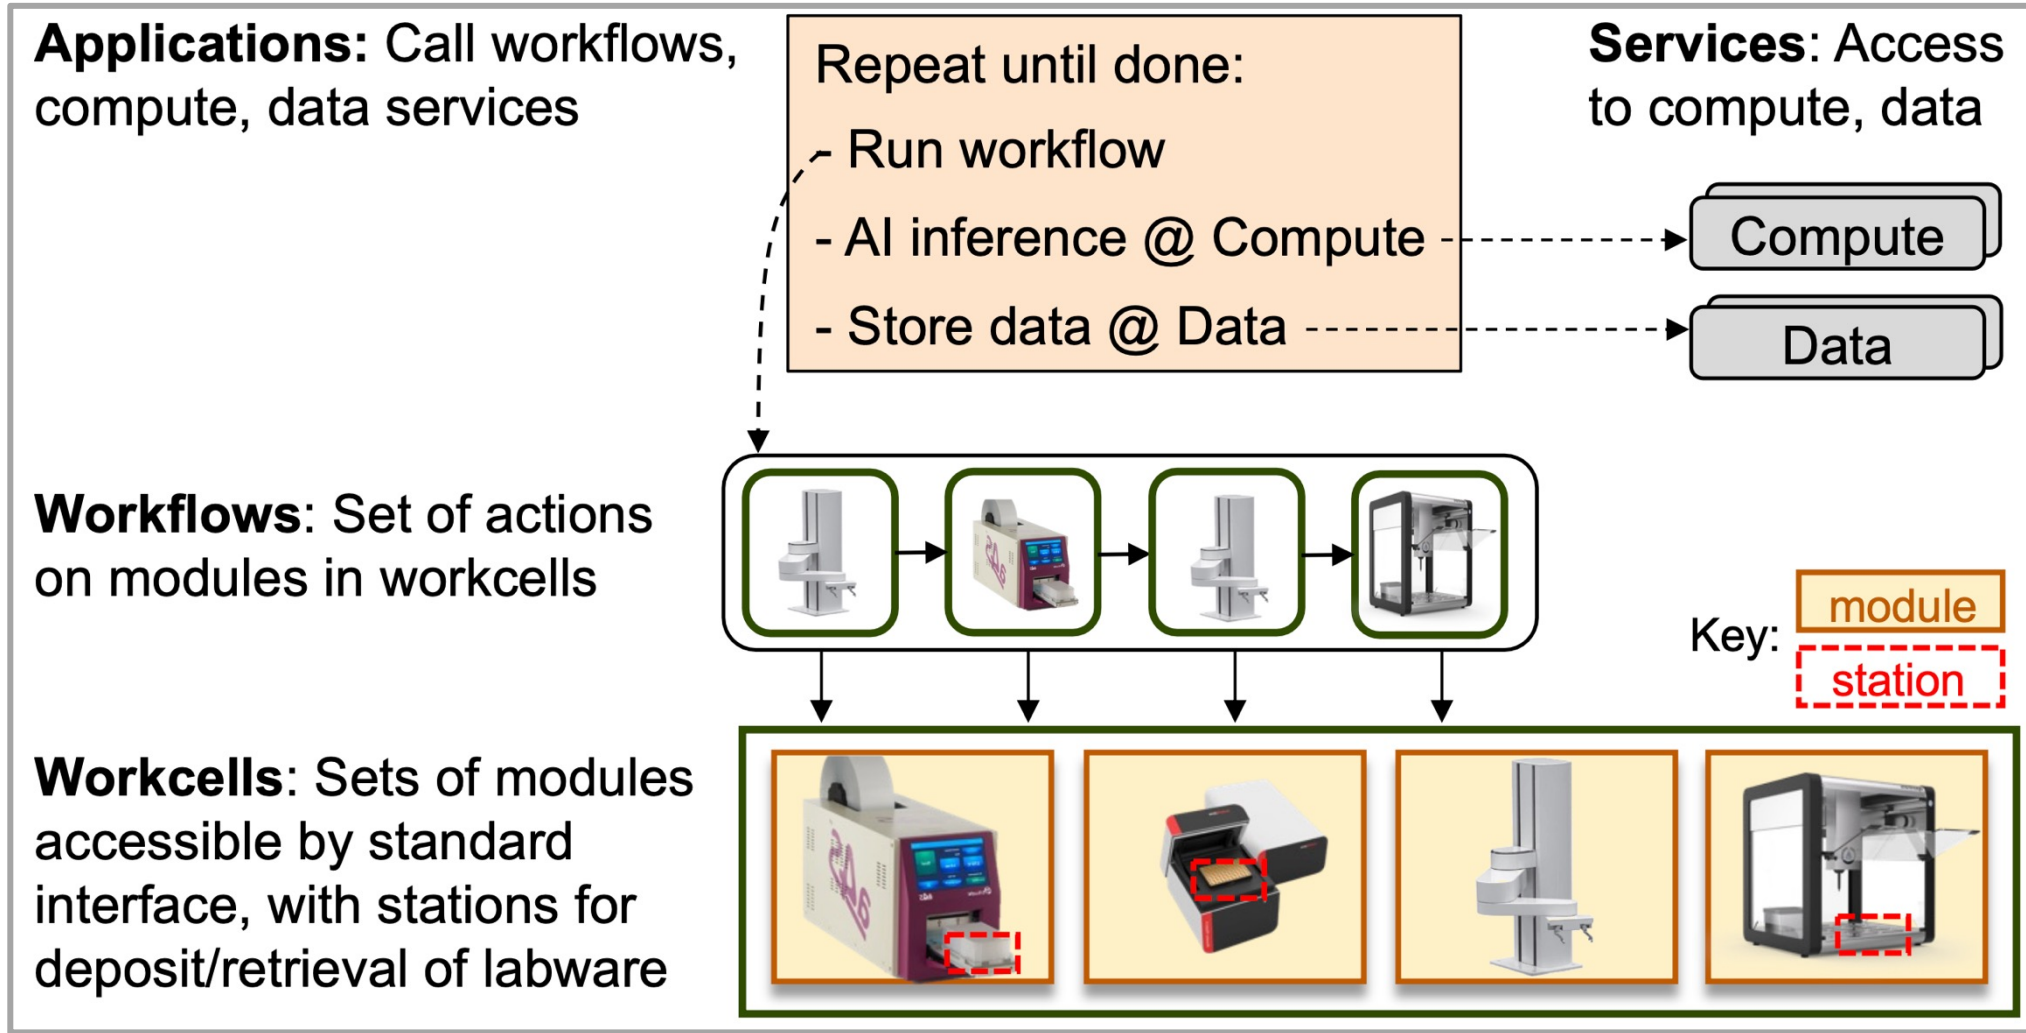 Applications: Call workflows,
compute, data services
Repeat until done:
- Run workflow
- AI inference @ Compute
- Store data @ Data
Services: Access
to compute, data
Compute
Data
Workflows: Set of actions
on modules in workcells
Key:
module
station
Workcells: Sets of modules
accessible by standard
interface, with stations for
deposit/retrieval of labware